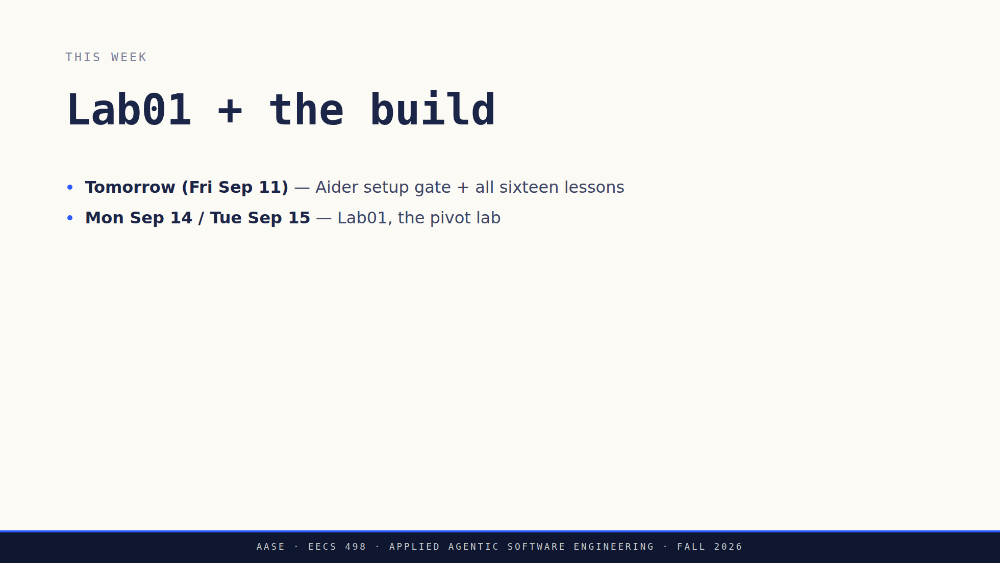 THIS WEEK
Lab01 + the build
• Tomorrow (Fri Sep 11) — Aider setup gate + all sixteen lessons
• Mon Sep 14 / Tue Sep 15 — Lab01, the pivot lab
AASE · EECS 498 · APPLIED AGENTIC SOFTWARE ENGINEERING · FALL 2026